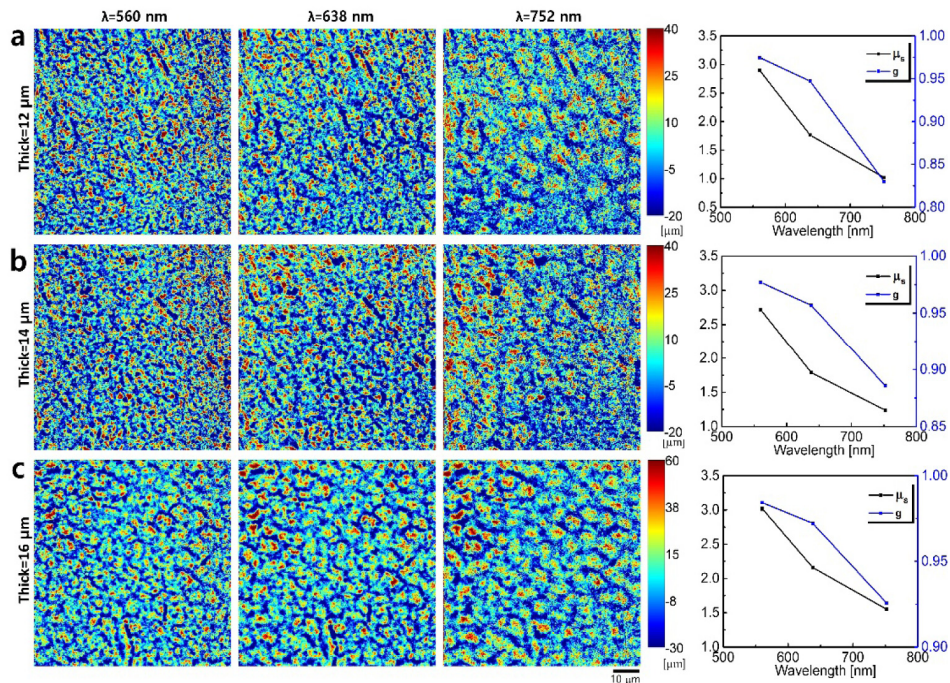 λ=560 nm λ=638 nm λ=752 nm
a
Thick=12 μm
40
25
10
-5
-20
[μm]
3.5
3.0
2.5
2.0
1.5
1.0
0.5
μs
g
1.00
0.95
0.90
0.85
0.80
500 600 700 800
Wavelength [nm]
b
Thick=14 μm
40
25
10
-5
-20
[μm]
3.5
3.0
2.5
2.0
1.5
1.0
μs
g
1.00
0.95
0.90
0.85
500 600 700 800
Wavelength [nm]
c
Thick=16 μm
60
35
15
-8
-30
[μm]
10 μm
3.5
3.0
2.5
2.0
1.5
1.0
μs
g
1.00
0.95
0.90
500 600 700 800
Wavelength [nm]